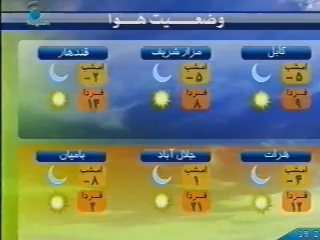 وضعیت هوا
کابل
مزار شریف
قندهار
امشب
امشب
امشب
-۵
-۵
-۲
فردا
فردا
فردا
۹
۸
۱۴
هرات
جلال آباد
بامیان
امشب
امشب
امشب
-۴
۱
-۸
فردا
فردا
فردا
۱۲
۲۱
۲